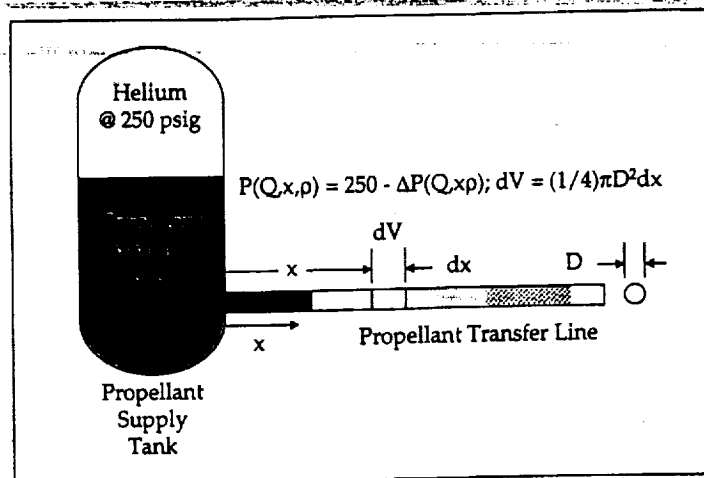 Helium
@ 250 psig
P(Q,x,ρ) = 250 - ΔP(Q,xρ); dV = (1/4)πD²dx
dV
x
dx
D
x
Propellant Transfer Line
Propellant
Supply
Tank